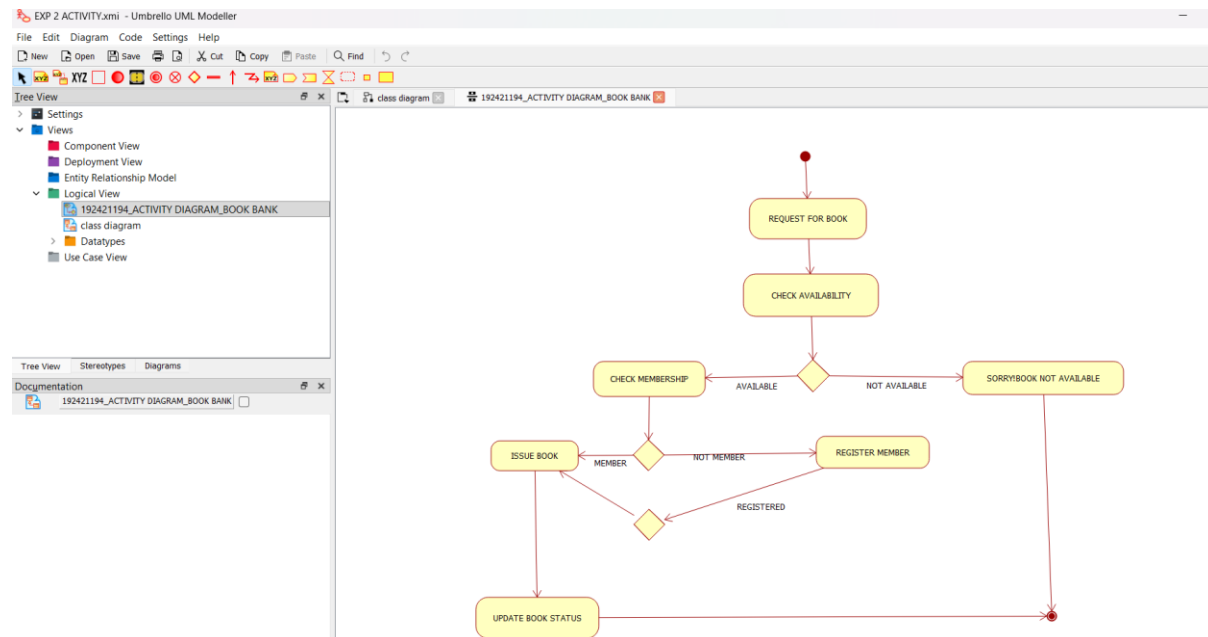 EXP 2 ACTIVITY.xmi - Umbrello UML Modeller
File Edit Diagram Code Settings Help
New Open Save Cut Copy Paste Find
XYZ XYZ XYZ XYZ
Tree View
class diagram 192421194_ACTIVITY DIAGRAM_BOOK BANK
Settings
Views
Component View
Deployment View
Entity Relationship Model
Logical View
192421194_ACTIVITY DIAGRAM_BOOK BANK
class diagram
Datatypes
Use Case View
Tree View Stereotypes Diagrams
Documentation
192421194_ACTIVITY DIAGRAM_BOOK BANK
REQUEST FOR BOOK
CHECK AVAILABILITY
CHECK MEMBERSHIP
AVAILABLE
NOT AVAILABLE
SORRY!BOOK NOT AVAILABLE
ISSUE BOOK
MEMBER
NOT MEMBER
REGISTER MEMBER
REGISTERED
UPDATE BOOK STATUS